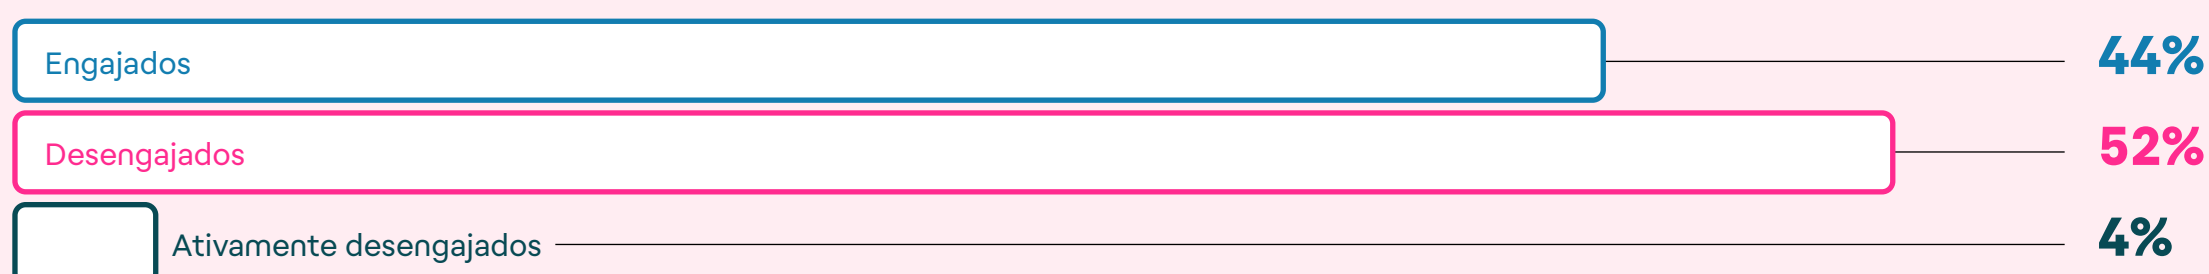 Engajados 44%
Desengajados 52%
Ativamente desengajados 4%